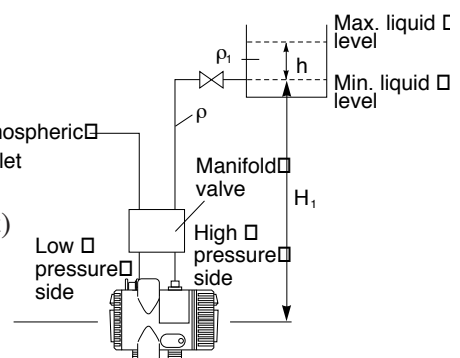 Max. liquid
level
ρ1
h
Min. liquid
level
ρ
mospheric
let
Manifold
valve
H1
)
Low
pressure
side
High
pressure
side